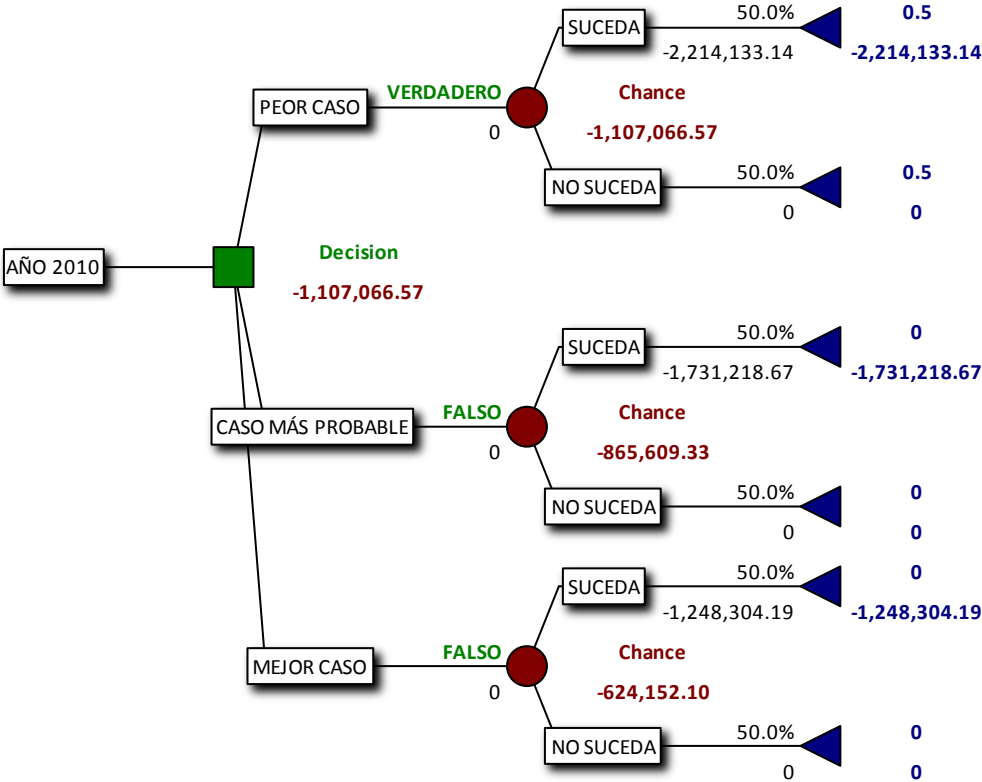 SUCEDA 50.0% 0.5
-2,214,133.14 -2,214,133.14
PEOR CASO VERDADERO Chance
0 -1,107,066.57
NO SUCEDA 50.0% 0.5
0 0
AÑO 2010 Decision
-1,107,066.57
SUCEDA 50.0% 0
-1,731,218.67 -1,731,218.67
CASO MÁS PROBABLE FALSO Chance
0 -865,609.33
NO SUCEDA 50.0% 0
0 0
SUCEDA 50.0% 0
-1,248,304.19 -1,248,304.19
MEJOR CASO FALSO Chance
0 -624,152.10
NO SUCEDA 50.0% 0
0 0